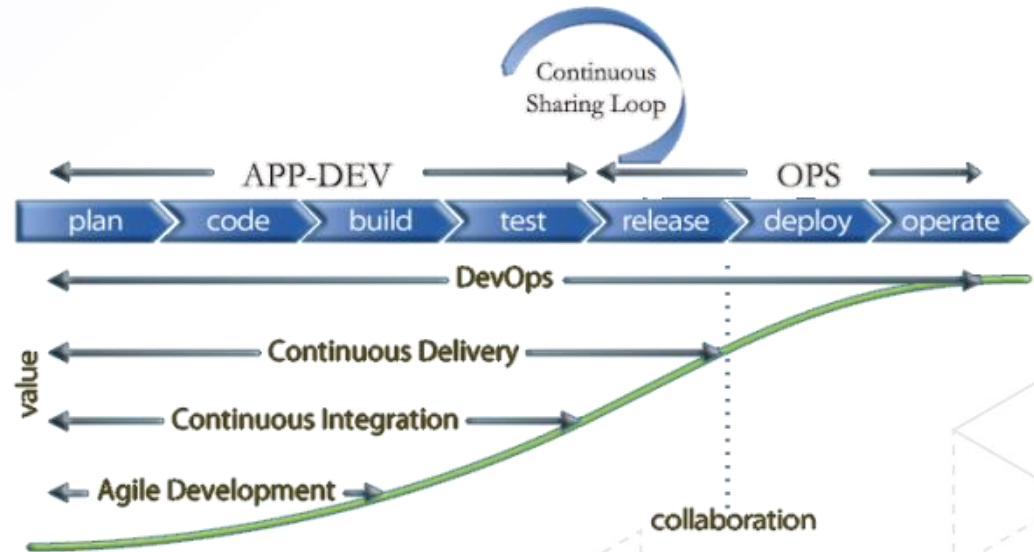 Continuous
Sharing Loop
APP-DEV
OPS
plan
code
build
test
release
deploy
operate
DevOps
Continuous Delivery
value
Continuous Integration
Agile Development
collaboration